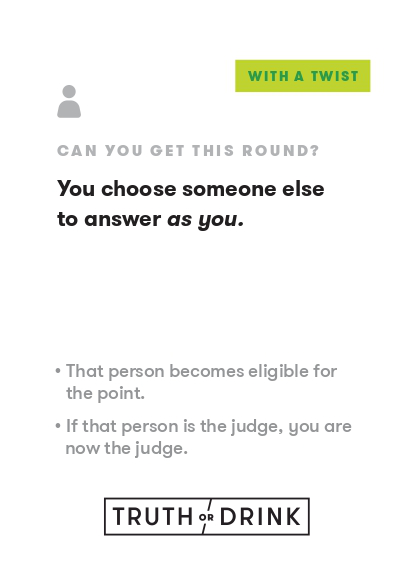 WITH A TWIST
CAN YOU GET THIS ROUND?
You choose someone else
to answer as you.
• That person becomes eligible for
the point.
• If that person is the judge, you are
now the judge.
TRUTH OR DRINK